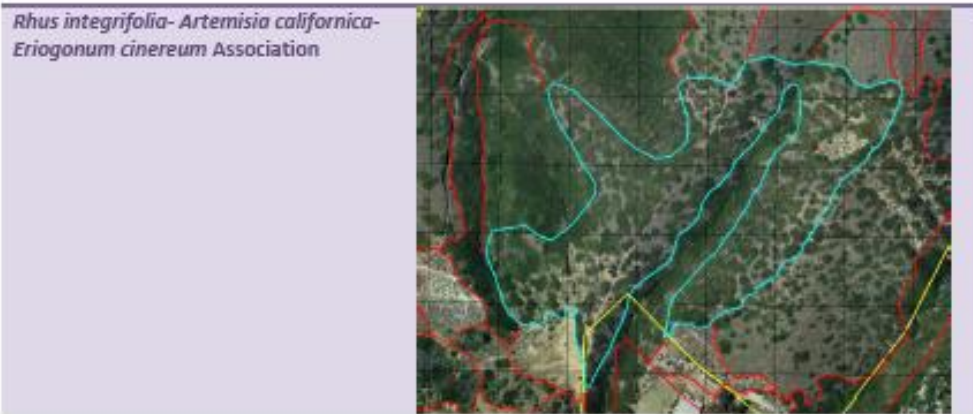 Rhus integrifolia- Artemisia californica-
Eriogonum cinereum Association